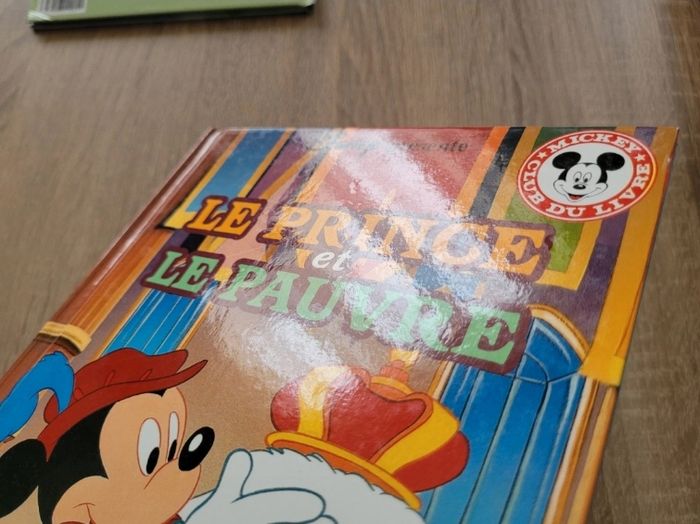 LE PRINCE
et
LE PAUVRE
MICKEY
CLUB DU LIVRE